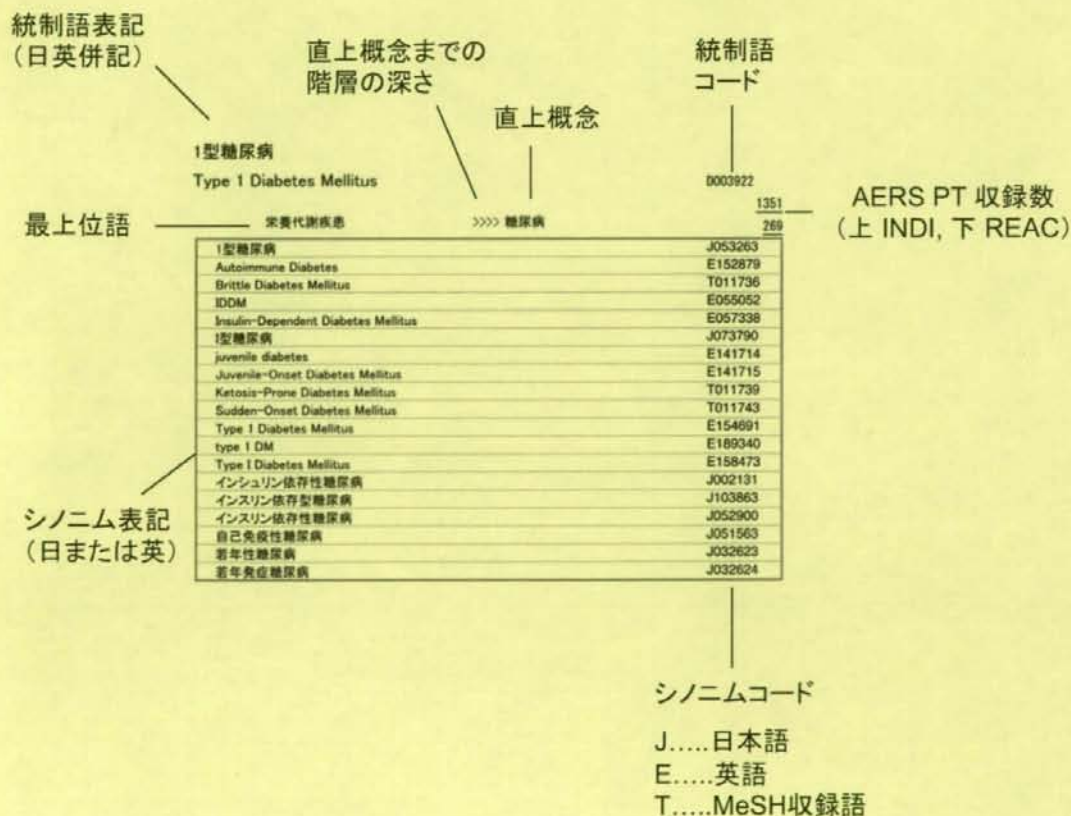 統制語表記
（日英併記）
直上概念までの
階層の深さ
直上概念
統制語
コード
1型糖尿病
Type 1 Diabetes Mellitus
D003922
最上位語
栄養代謝疾患
>>>> 糖尿病
1351
269
AERS PT 収録数
（上 INDI, 下 REAC）
1型糖尿病 J053263
Autoimmune Diabetes E152879
Brittle Diabetes Mellitus T011736
IDDM E055052
Insulin-Dependent Diabetes Mellitus E057338
I型糖尿病 J073790
juvenile diabetes E141714
Juvenile-Onset Diabetes Mellitus E141715
Ketosis-Prone Diabetes Mellitus T011739
Sudden-Onset Diabetes Mellitus T011743
Type 1 Diabetes Mellitus E154691
type 1 DM E189340
Type I Diabetes Mellitus E158473
インシュリン依存性糖尿病 J002131
インスリン依存型糖尿病 J103863
インスリン依存性糖尿病 J052900
自己免疫性糖尿病 J051563
若年性糖尿病 J032623
若年発症糖尿病 J032624
シノニム表記
（日または英）
シノニムコード
J.....日本語
E.....英語
T.....MeSH収録語